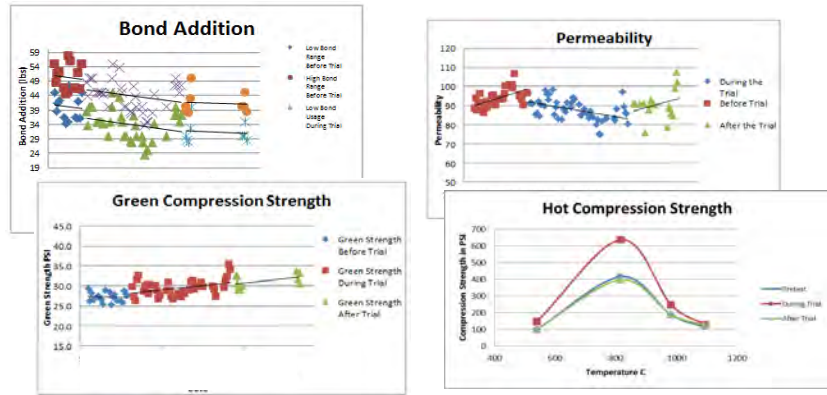 Bond Addition
59
54
49
44
39
34
29
24
19
Bond Addition (lbs)
Low Bond
Range
Before Trial
High Bond
Range
Before Trial
Low Bond
Usage
During Trial
Permeability
120
110
100
90
80
70
60
50
Permeability
During the
Trial
Before Trial
After the Trial
Green Compression Strength
45.0
40.0
35.0
30.0
25.0
20.0
15.0
Green Strength PSI
Green Strength
Before Trial
Green Strength
During Trial
Green Strength
After Trial
Hot Compression Strength
700
600
500
400
300
200
100
0
Compression Strength in PSI
400
600
800
1000
1200
Temperature C
During Trial
After Trial